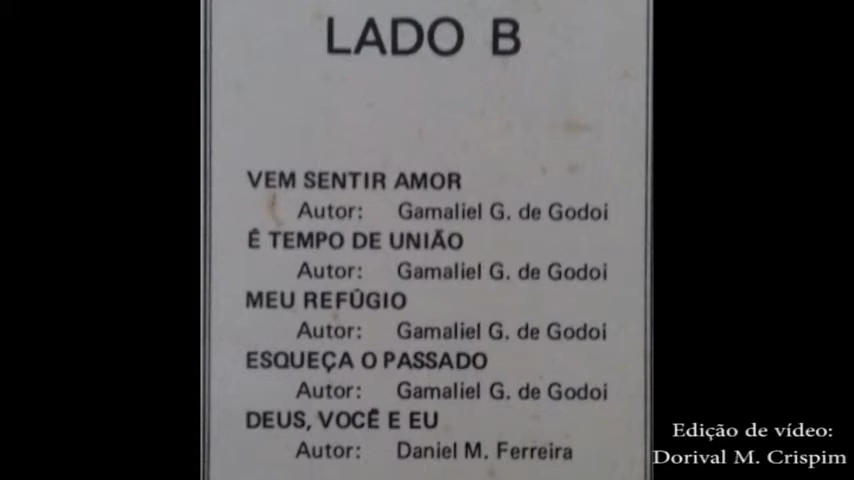 LADO B
VEM SENTIR AMOR
Autor: Gamaliel G. de Godoi
Ê TEMPO DE UNIÃO
Autor: Gamaliel G. de Godoi
MEU REFÛGIO
Autor: Gamaliel G. de Godoi
ESQUEÇA O PASSADO
Autor: Gamaliel G. de Godoi
DEUS, VOCÊ E EU
Autor: Daniel M. Ferreira
Edição de vídeo:
Dorival M. Crispim